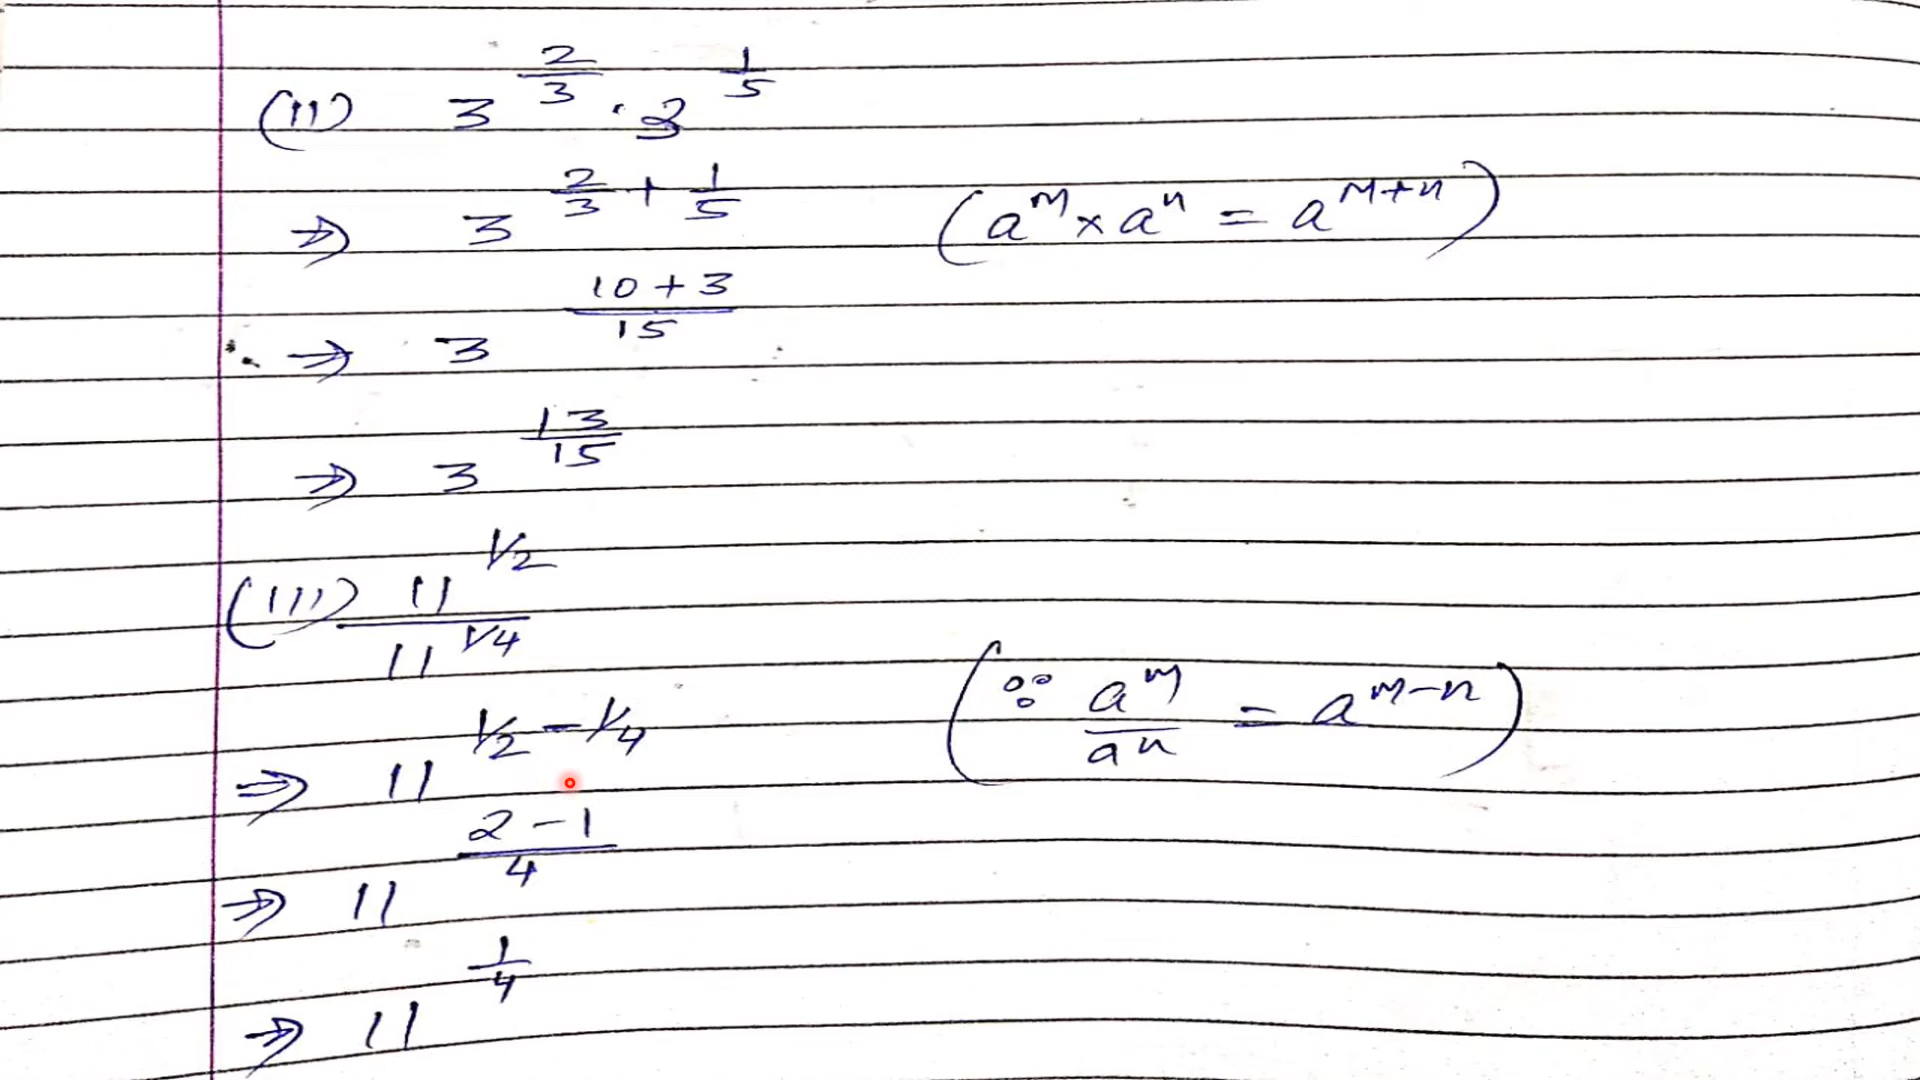 (ii) 3^(2/3) · 3^(1/5)
⇒ 3^(2/3 + 1/5) (a^m × a^n = a^(m+n))
⇒ 3^((10+3)/15)
⇒ 3^(13/15)
(iii) 11^(1/2) / 11^(1/4)
⇒ 11^(1/2 - 1/4) (∵ a^m / a^n = a^(m-n))
⇒ 11^((2-1)/4)
⇒ 11^(1/4)